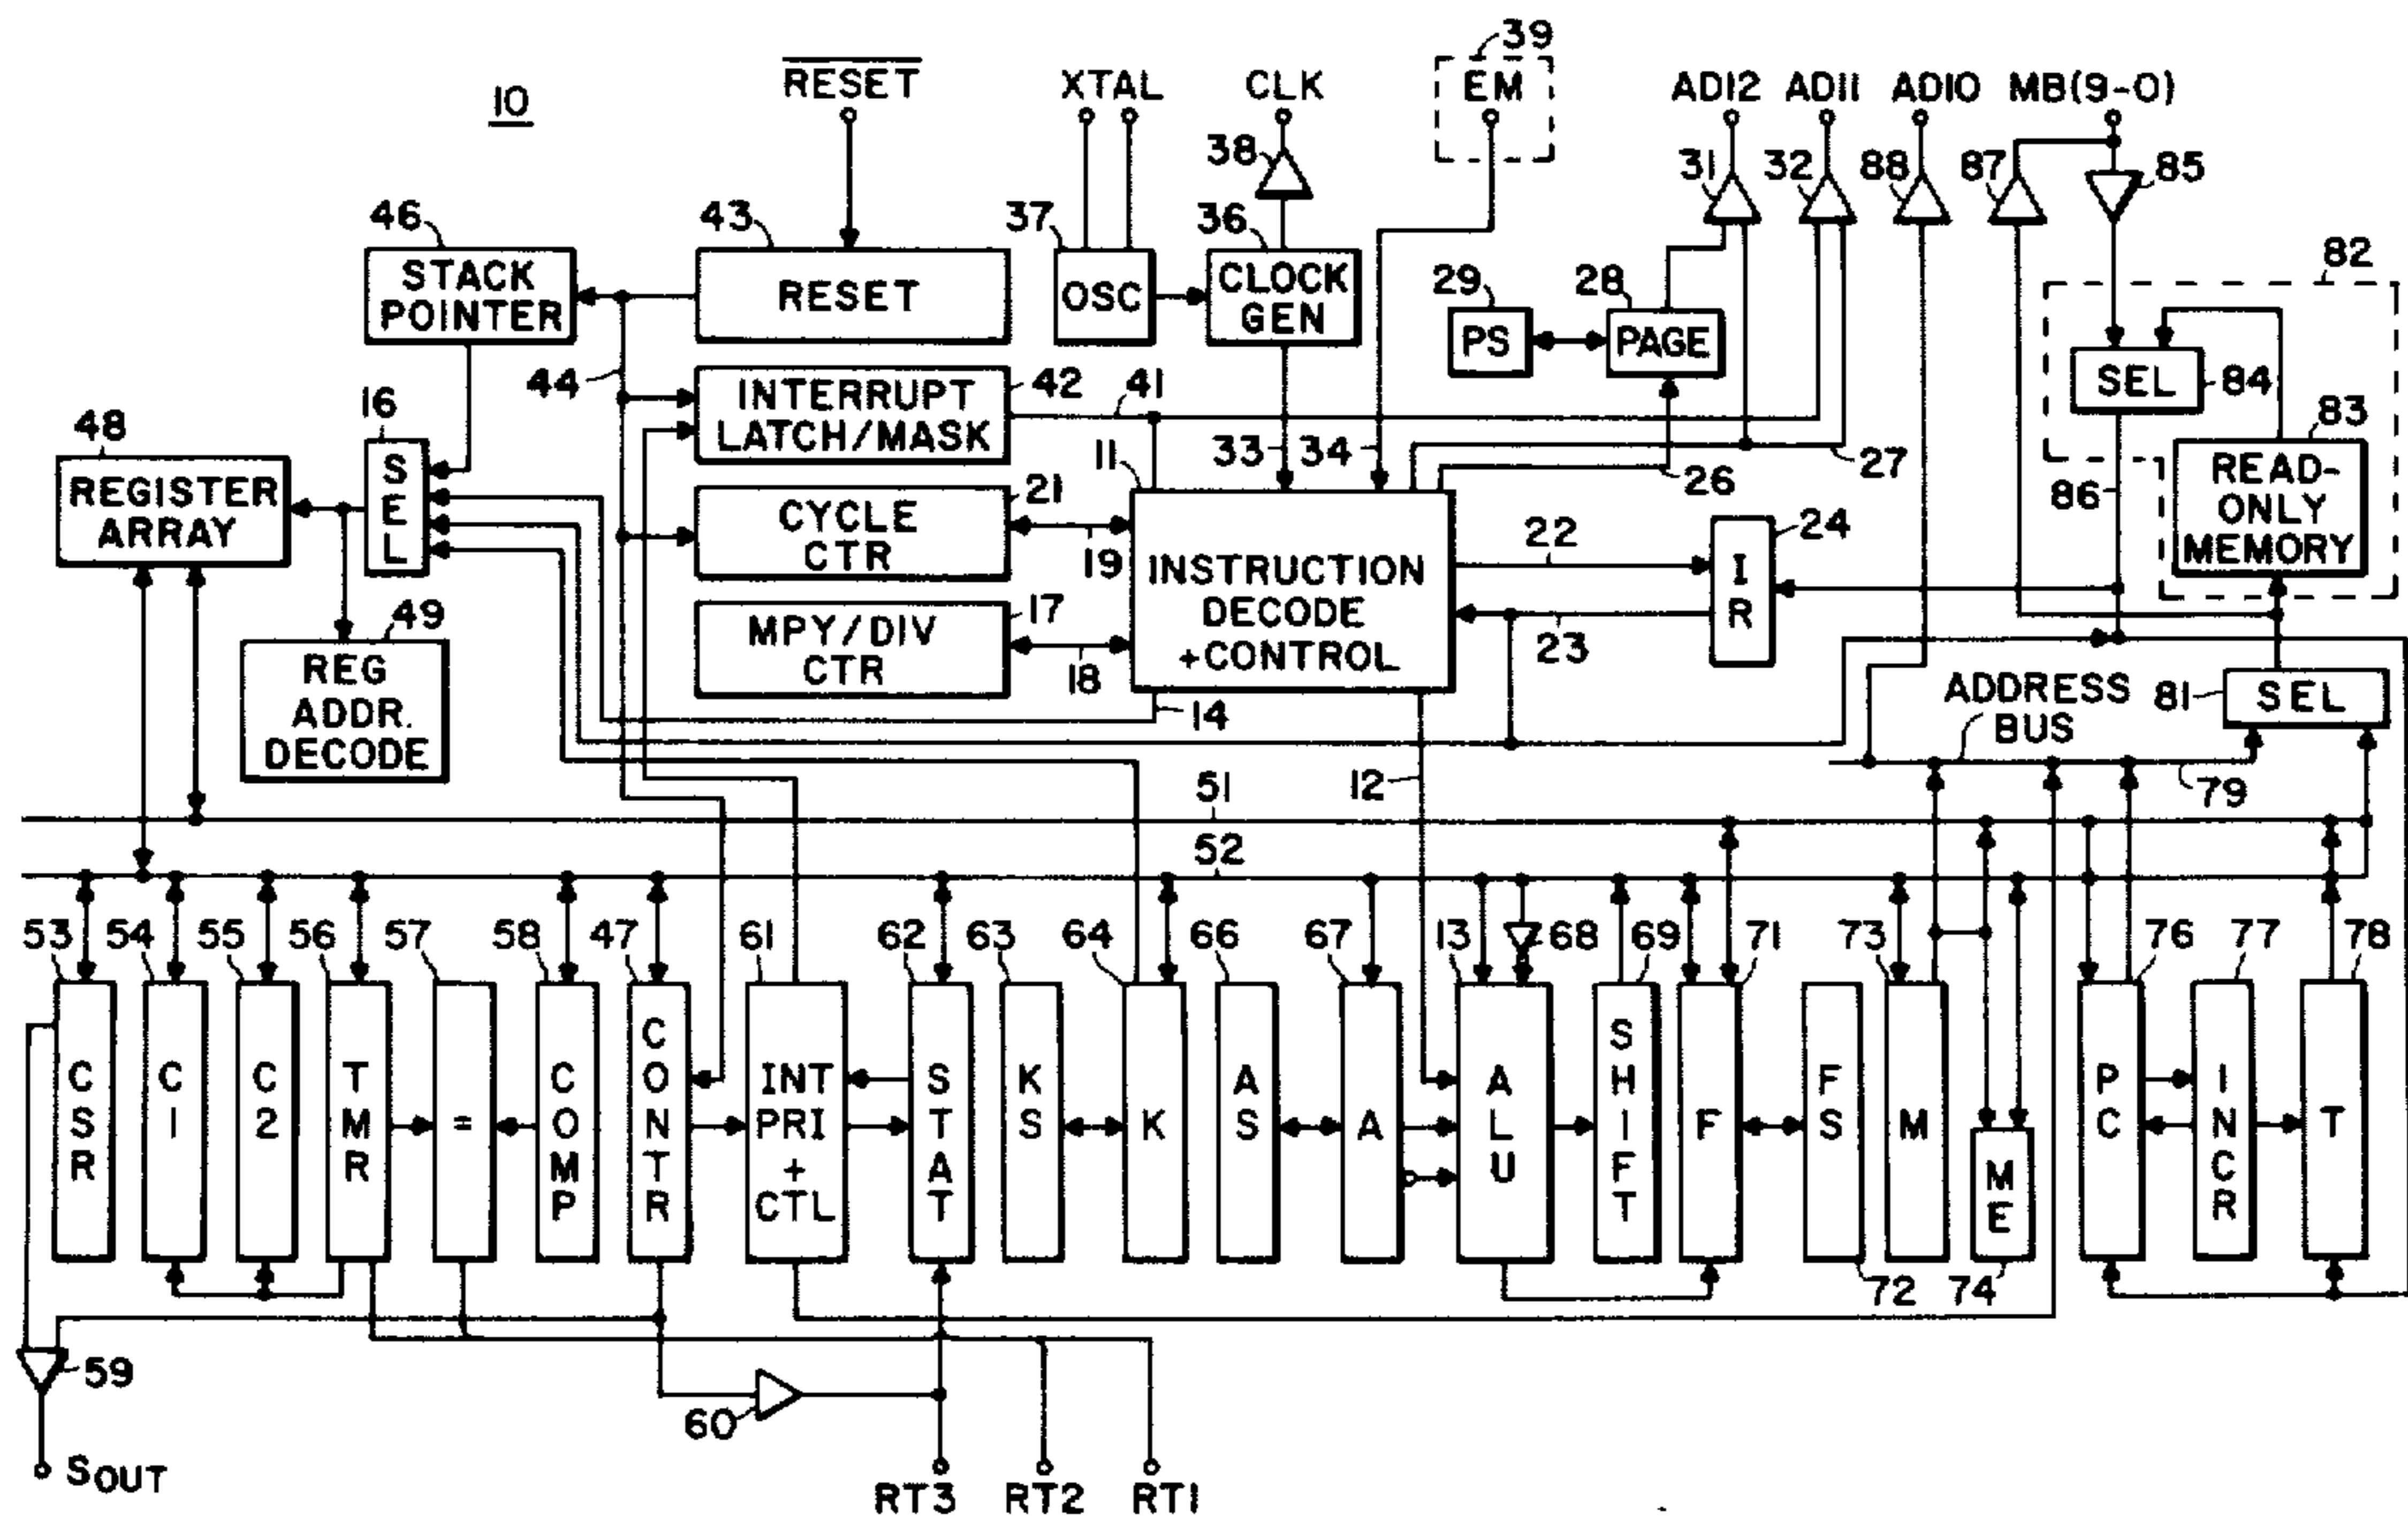 39
RESET XTAL CLK EM AD12 AD11 AD10 MB(9-0)
10
38 31 32 88 87 85
46 43 37 36
82
STACK
POINTER
RESET
OSC
CLOCK
GEN
29 28
PS
PAGE
SEL
84
44
INTERRUPT
LATCH/MASK
42 41
16
48
83
33 34
11
27
26
REGISTER
ARRAY
SEL
CYCLE
CTR
21
19
READ-
ONLY
MEMORY
86
22
24
INSTRUCTION
DECODE
+CONTROL
IR
23
49
REG
ADDR.
DECODE
MPY/DIV
CTR
17
18
14
ADDRESS
BUS
81
SEL
12
79
51
52
53 54 55 56 57 58 47 61 62 63 64 66 67 13 68 69 71 73 76 77 78
CSR
C1
C2
TMR
=
COMP
CONTR
INT
PRI
+
CTL
STAT
KS
K
AS
A
ALU
SHIFT
F
FS
M
ME
PC
INCR
T
72 74
59
60
SOUT
RT3 RT2 RT1